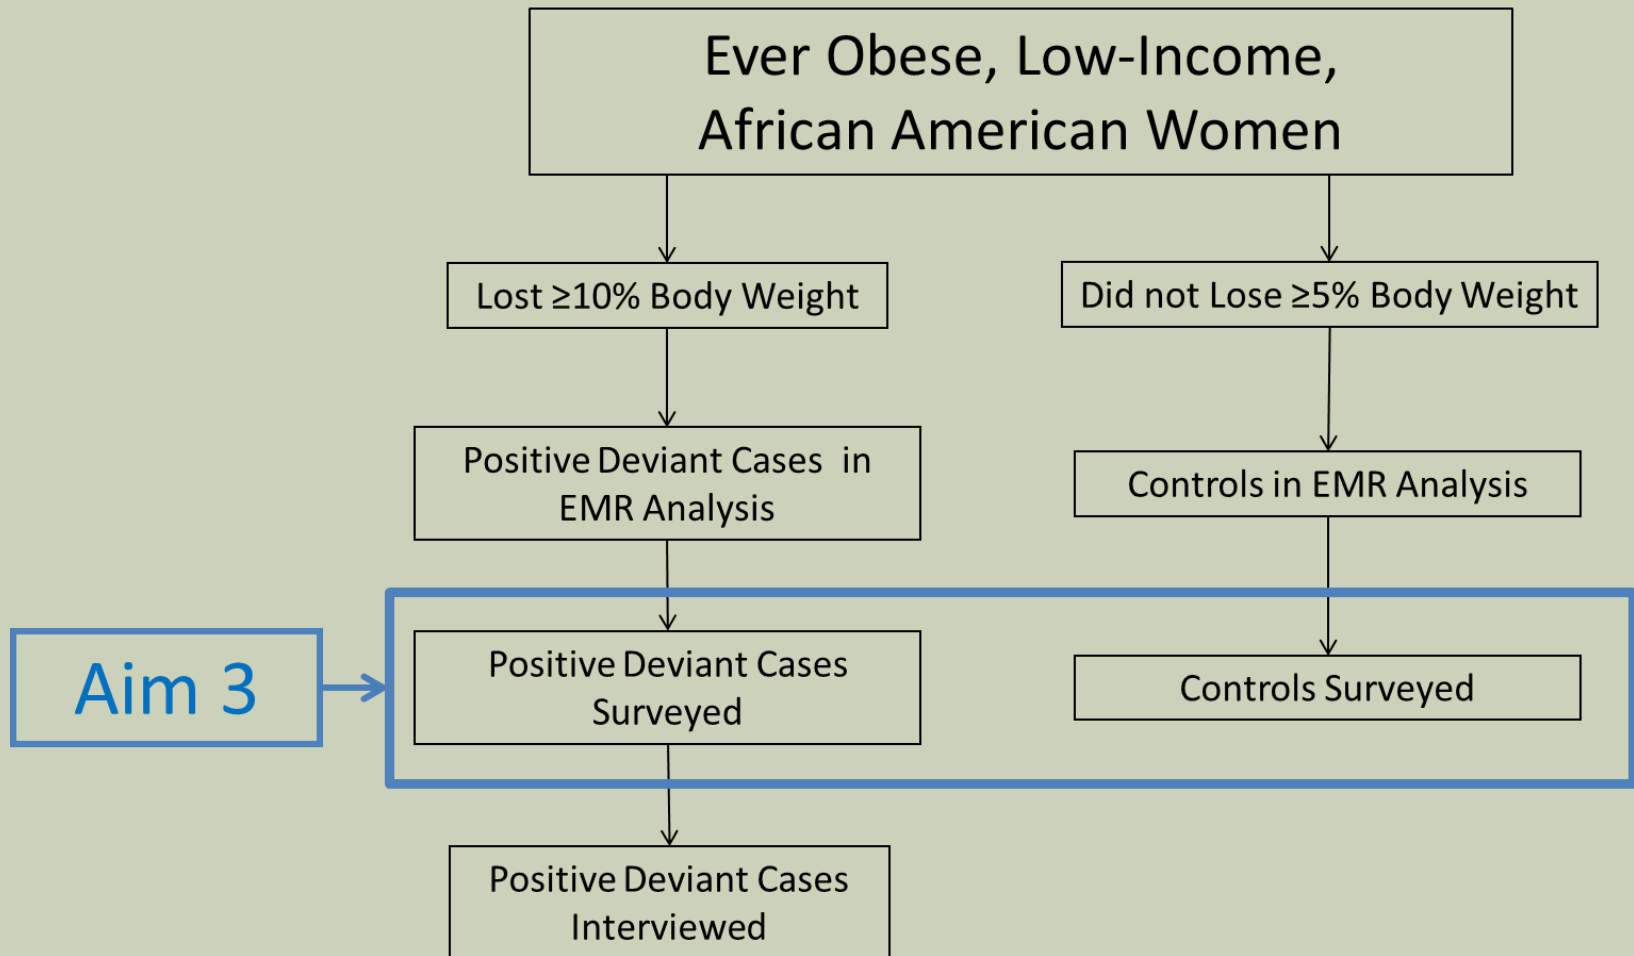 Ever Obese, Low-Income,
African American Women
Lost ≥10% Body Weight
Did not Lose ≥5% Body Weight
Positive Deviant Cases in
EMR Analysis
Controls in EMR Analysis
Aim 3
Positive Deviant Cases
Surveyed
Controls Surveyed
Positive Deviant Cases
Interviewed